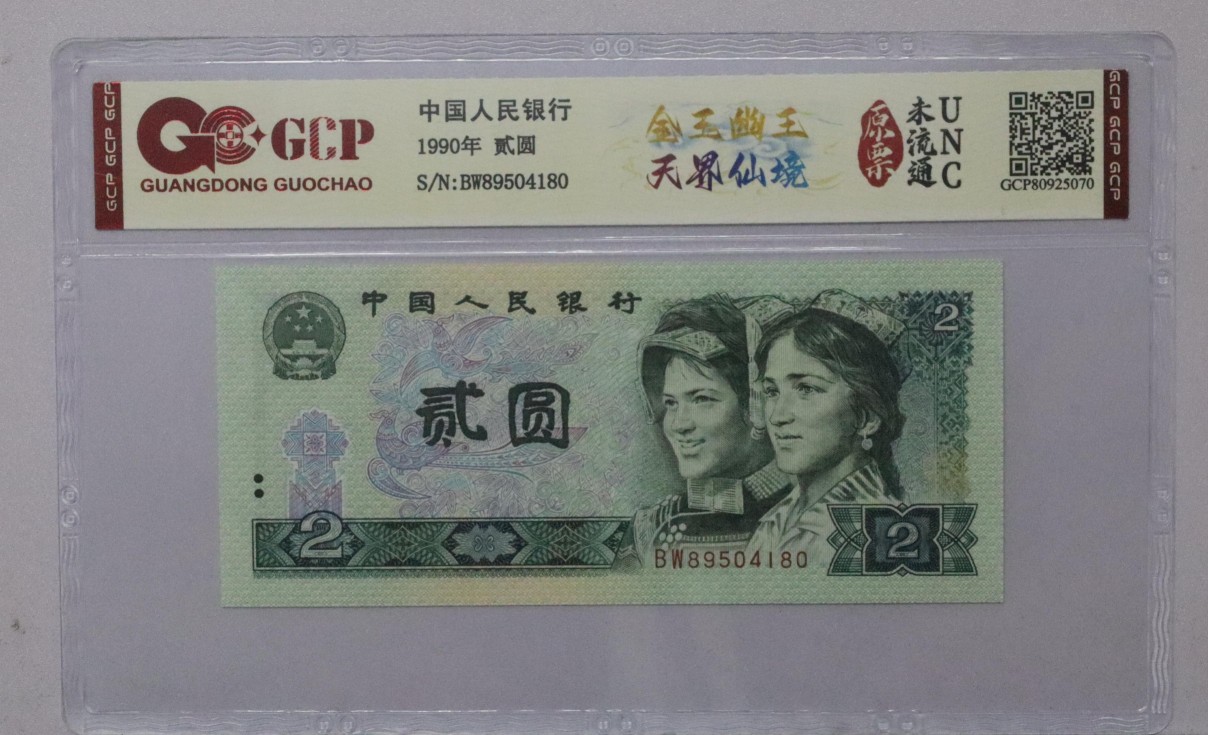 GCP GCP GCP
GCP
GUANGDONG GUOCHAO
中国人民银行
1990年 贰圆
S/N:BW89504180
金玉幽王
天界仙境
原票
未流通
UNC
GCP80925070
GCP GCP GCP
中国人民银行
2
贰圆
2
BW89504180
2